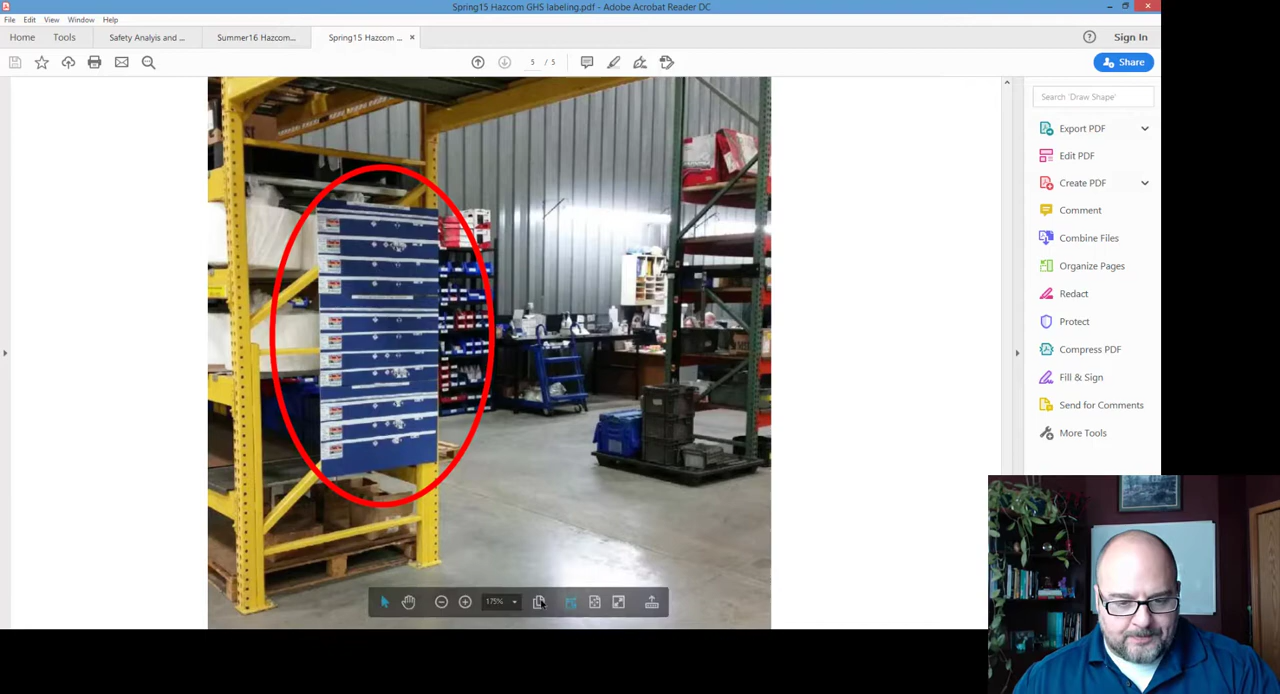 Spring15 Hazcom GHS labeling.pdf - Adobe Acrobat Reader DC
File Edit View Window Help
Home Tools Safety Analyis and ... Summer16 Hazcom... Spring15 Hazcom ... × Sign In
5 / 5 Share
Search 'Draw Shape'
Export PDF
Edit PDF
Create PDF
Comment
Combine Files
Organize Pages
Redact
Protect
Compress PDF
Fill & Sign
Send for Comments
More Tools
175%